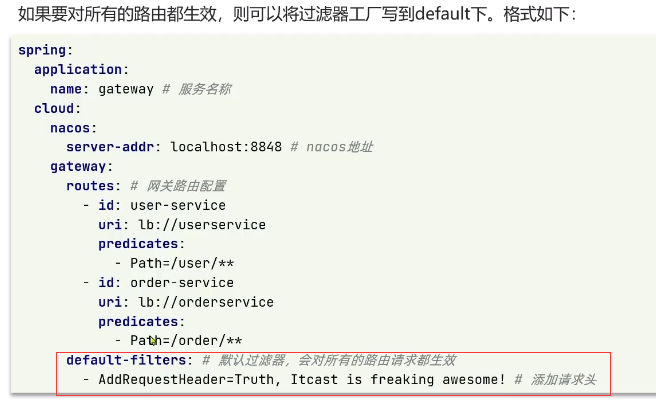 如果要对所有的路由都生效，则可以将过滤器工厂写到default下。格式如下：
spring:
  application:
    name: gateway # 服务名称
  cloud:
    nacos:
      server-addr: localhost:8848 # nacos地址
    gateway:
      routes: # 网关路由配置
        - id: user-service
          uri: lb://userservice
          predicates:
            - Path=/user/**
        - id: order-service
          uri: lb://orderservice
          predicates:
            - Path=/order/**
      default-filters: # 默认过滤器，会对所有的路由请求都生效
        - AddRequestHeader=Truth, Itcast is freaking awesome! # 添加请求头